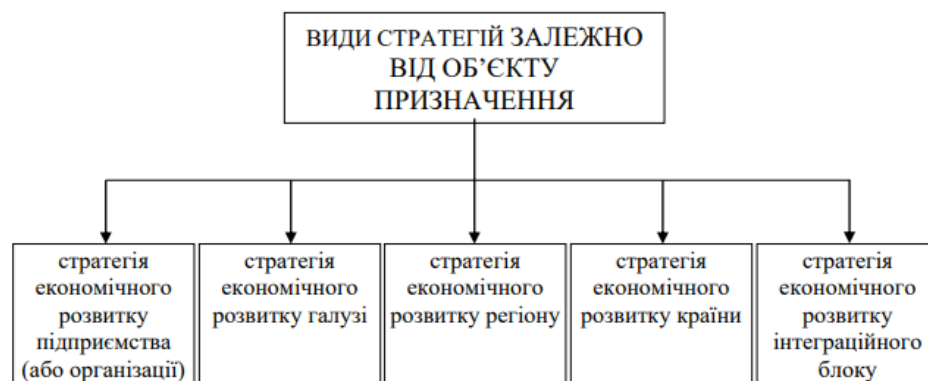 ВИДИ СТРАТЕГІЙ ЗАЛЕЖНО
ВІД ОБ’ЄКТУ
ПРИЗНАЧЕННЯ
стратегія
економічного
розвитку
підприємства
(або організації)
стратегія
економічного
розвитку галузі
стратегія
економічного
розвитку регіону
стратегія
економічного
розвитку країни
стратегія
економічного
розвитку
інтеграційного
блоку